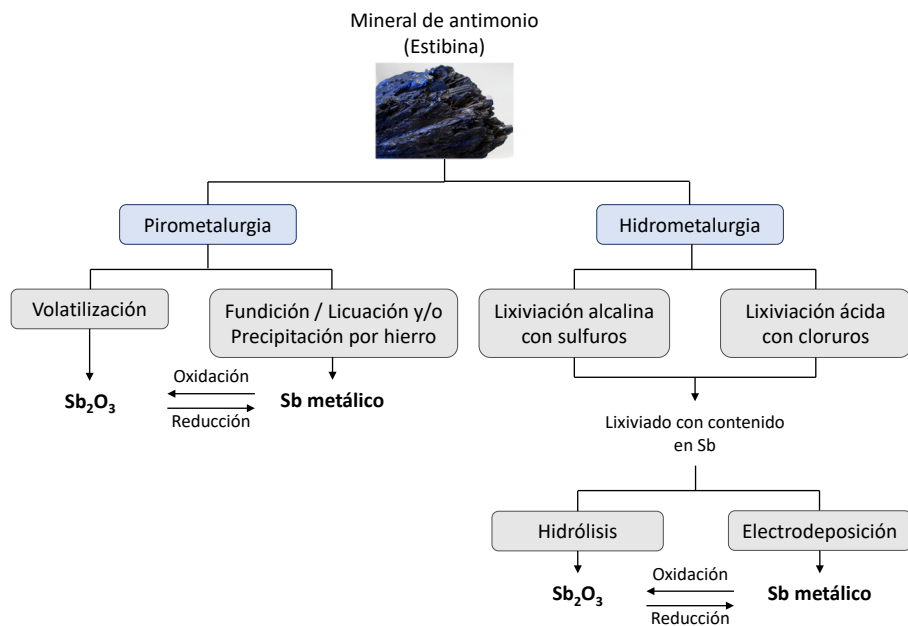 Mineral de antimonio
(Estibina)
Pirometalurgia
Hidrometalurgia
Volatilización
Fundición / Licuación y/o
Precipitación por hierro
Lixiviación alcalina
con sulfuros
Lixiviación ácida
con cloruros
Sb₂O₃
Oxidación
Reducción
Sb metálico
Lixiviado con contenido
en Sb
Hidrólisis
Electrodeposición
Sb₂O₃
Oxidación
Reducción
Sb metálico